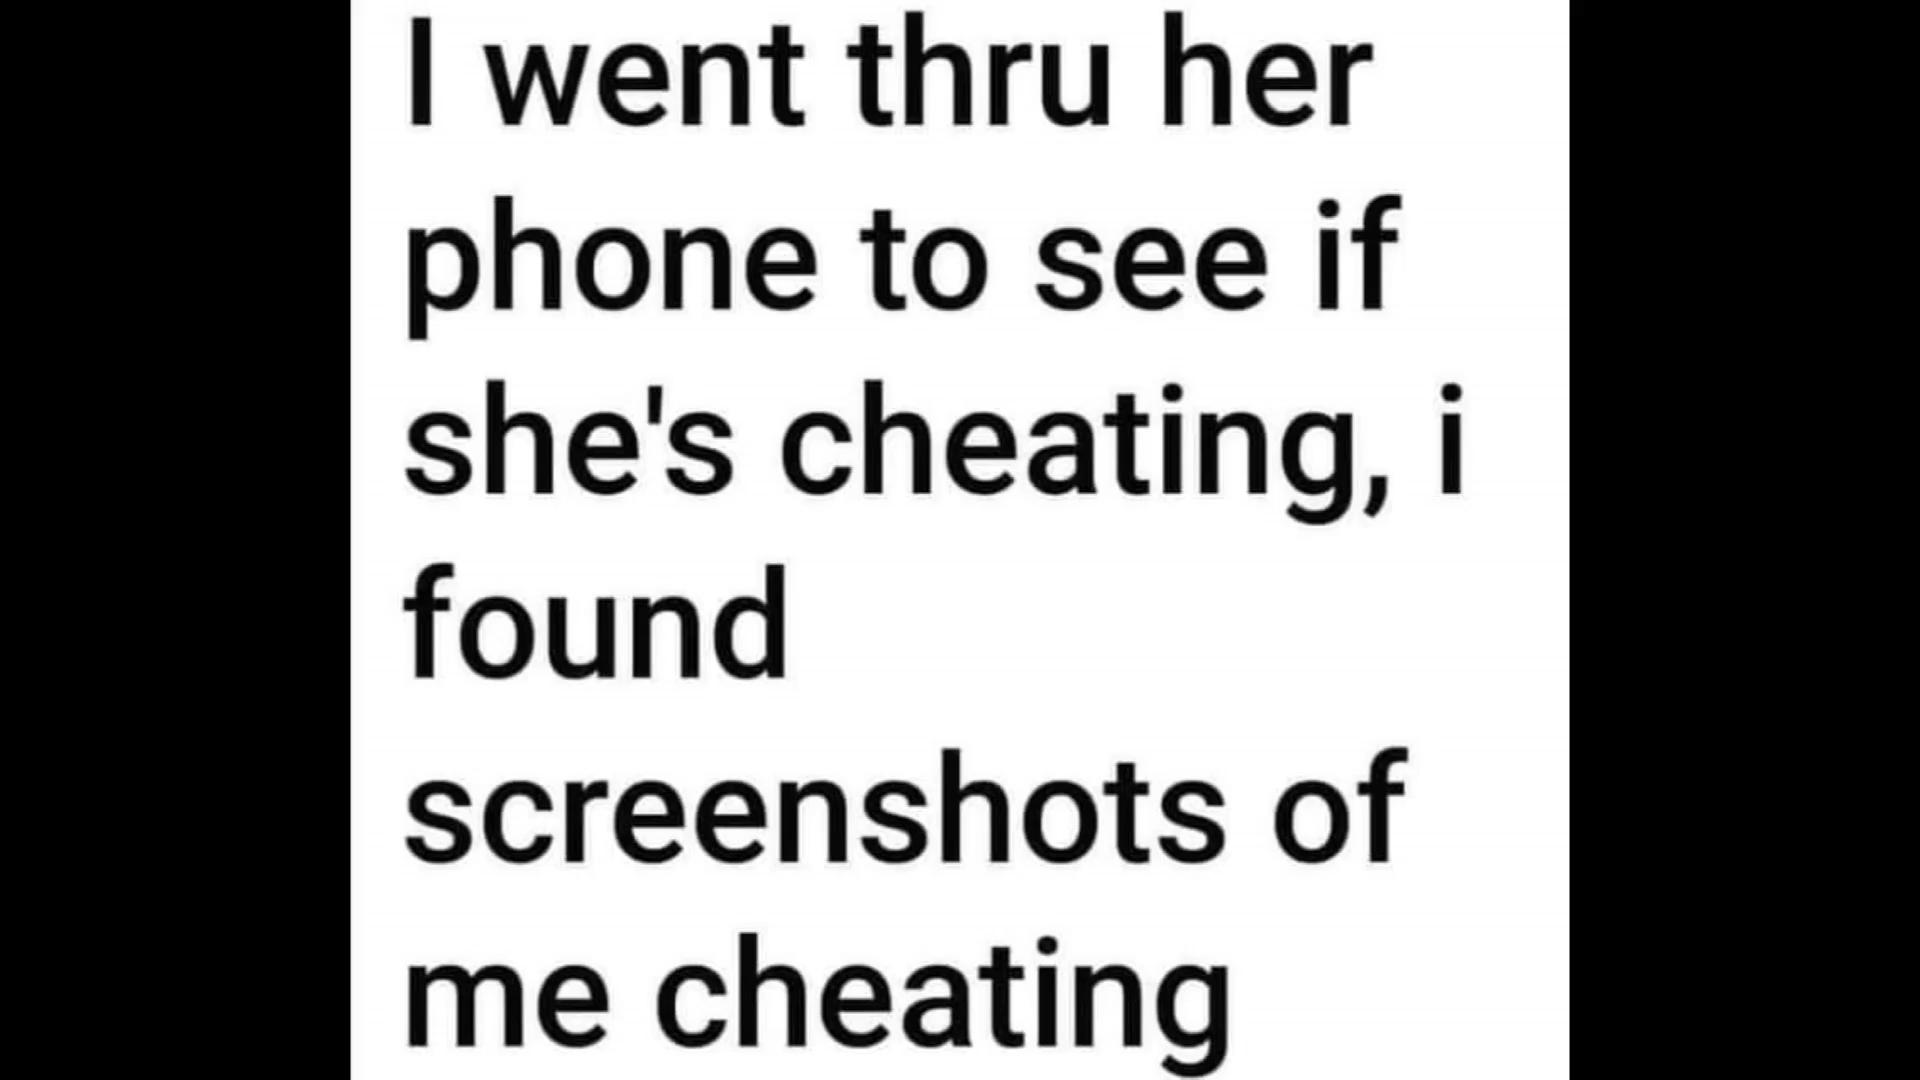 I went thru her
phone to see if
she's cheating, i
found
screenshots of
me cheating